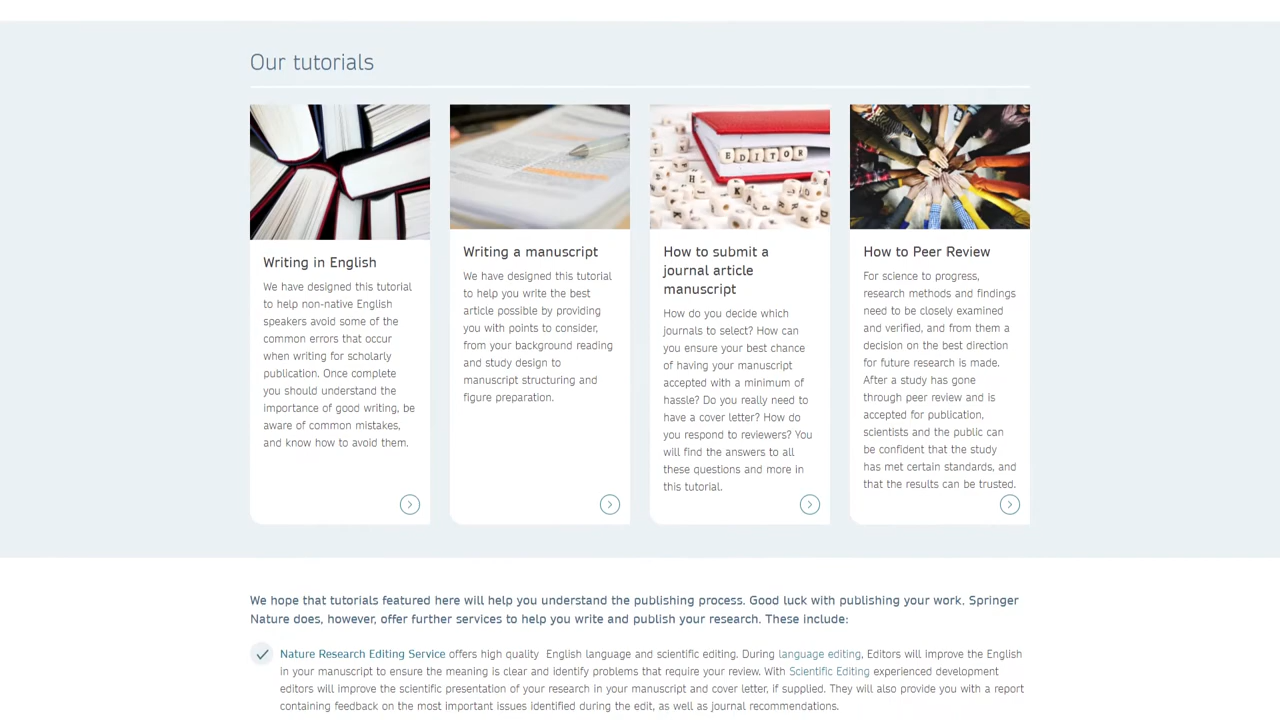 Our tutorials
EDITOR
Writing in English
We have designed this tutorial
to help non-native English
speakers avoid some of the
common errors that occur
when writing for scholarly
publication. Once complete
you should understand the
importance of good writing, be
aware of common mistakes,
and know how to avoid them.
Writing a manuscript
We have designed this tutorial
to help you write the best
article possible by providing
you with points to consider,
from your background reading
and study design to
manuscript structuring and
figure preparation.
How to submit a
journal article
manuscript
How do you decide which
journals to select? How can
you ensure your best chance
of having your manuscript
accepted with a minimum of
hassle? Do you really need to
have a cover letter? How do
you respond to reviewers? You
will find the answers to all
these questions and more in
this tutorial.
How to Peer Review
For science to progress,
research methods and findings
need to be closely examined
and verified, and from them a
decision on the best direction
for future research is made.
After a study has gone
through peer review and is
accepted for publication,
scientists and the public can
be confident that the study
has met certain standards, and
that the results can be trusted.
We hope that tutorials featured here will help you understand the publishing process. Good luck with publishing your work. Springer
Nature does, however, offer further services to help you write and publish your research. These include:
Nature Research Editing Service offers high quality English language and scientific editing. During language editing, Editors will improve the English
in your manuscript to ensure the meaning is clear and identify problems that require your review. With Scientific Editing experienced development
editors will improve the scientific presentation of your research in your manuscript and cover letter, if supplied. They will also provide you with a report
containing feedback on the most important issues identified during the edit, as well as journal recommendations.